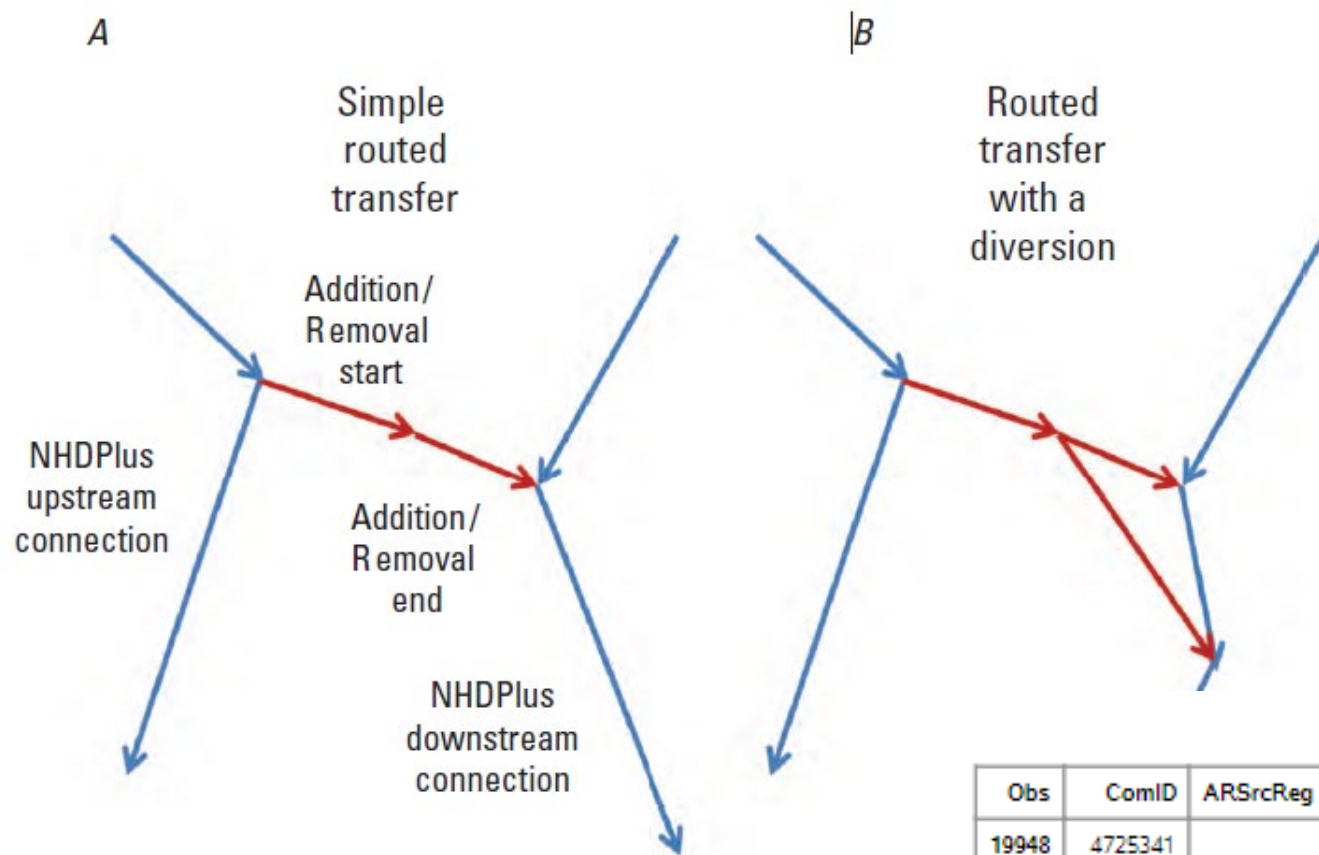 A
Simple
routed
transfer
Addition/
Removal
start
NHDPlus
upstream
connection
Addition/
Removal
end
NHDPlus
downstream
connection
B
Routed
transfer
with a
diversion
Obs ComID ARSrcReg
19948 4725341